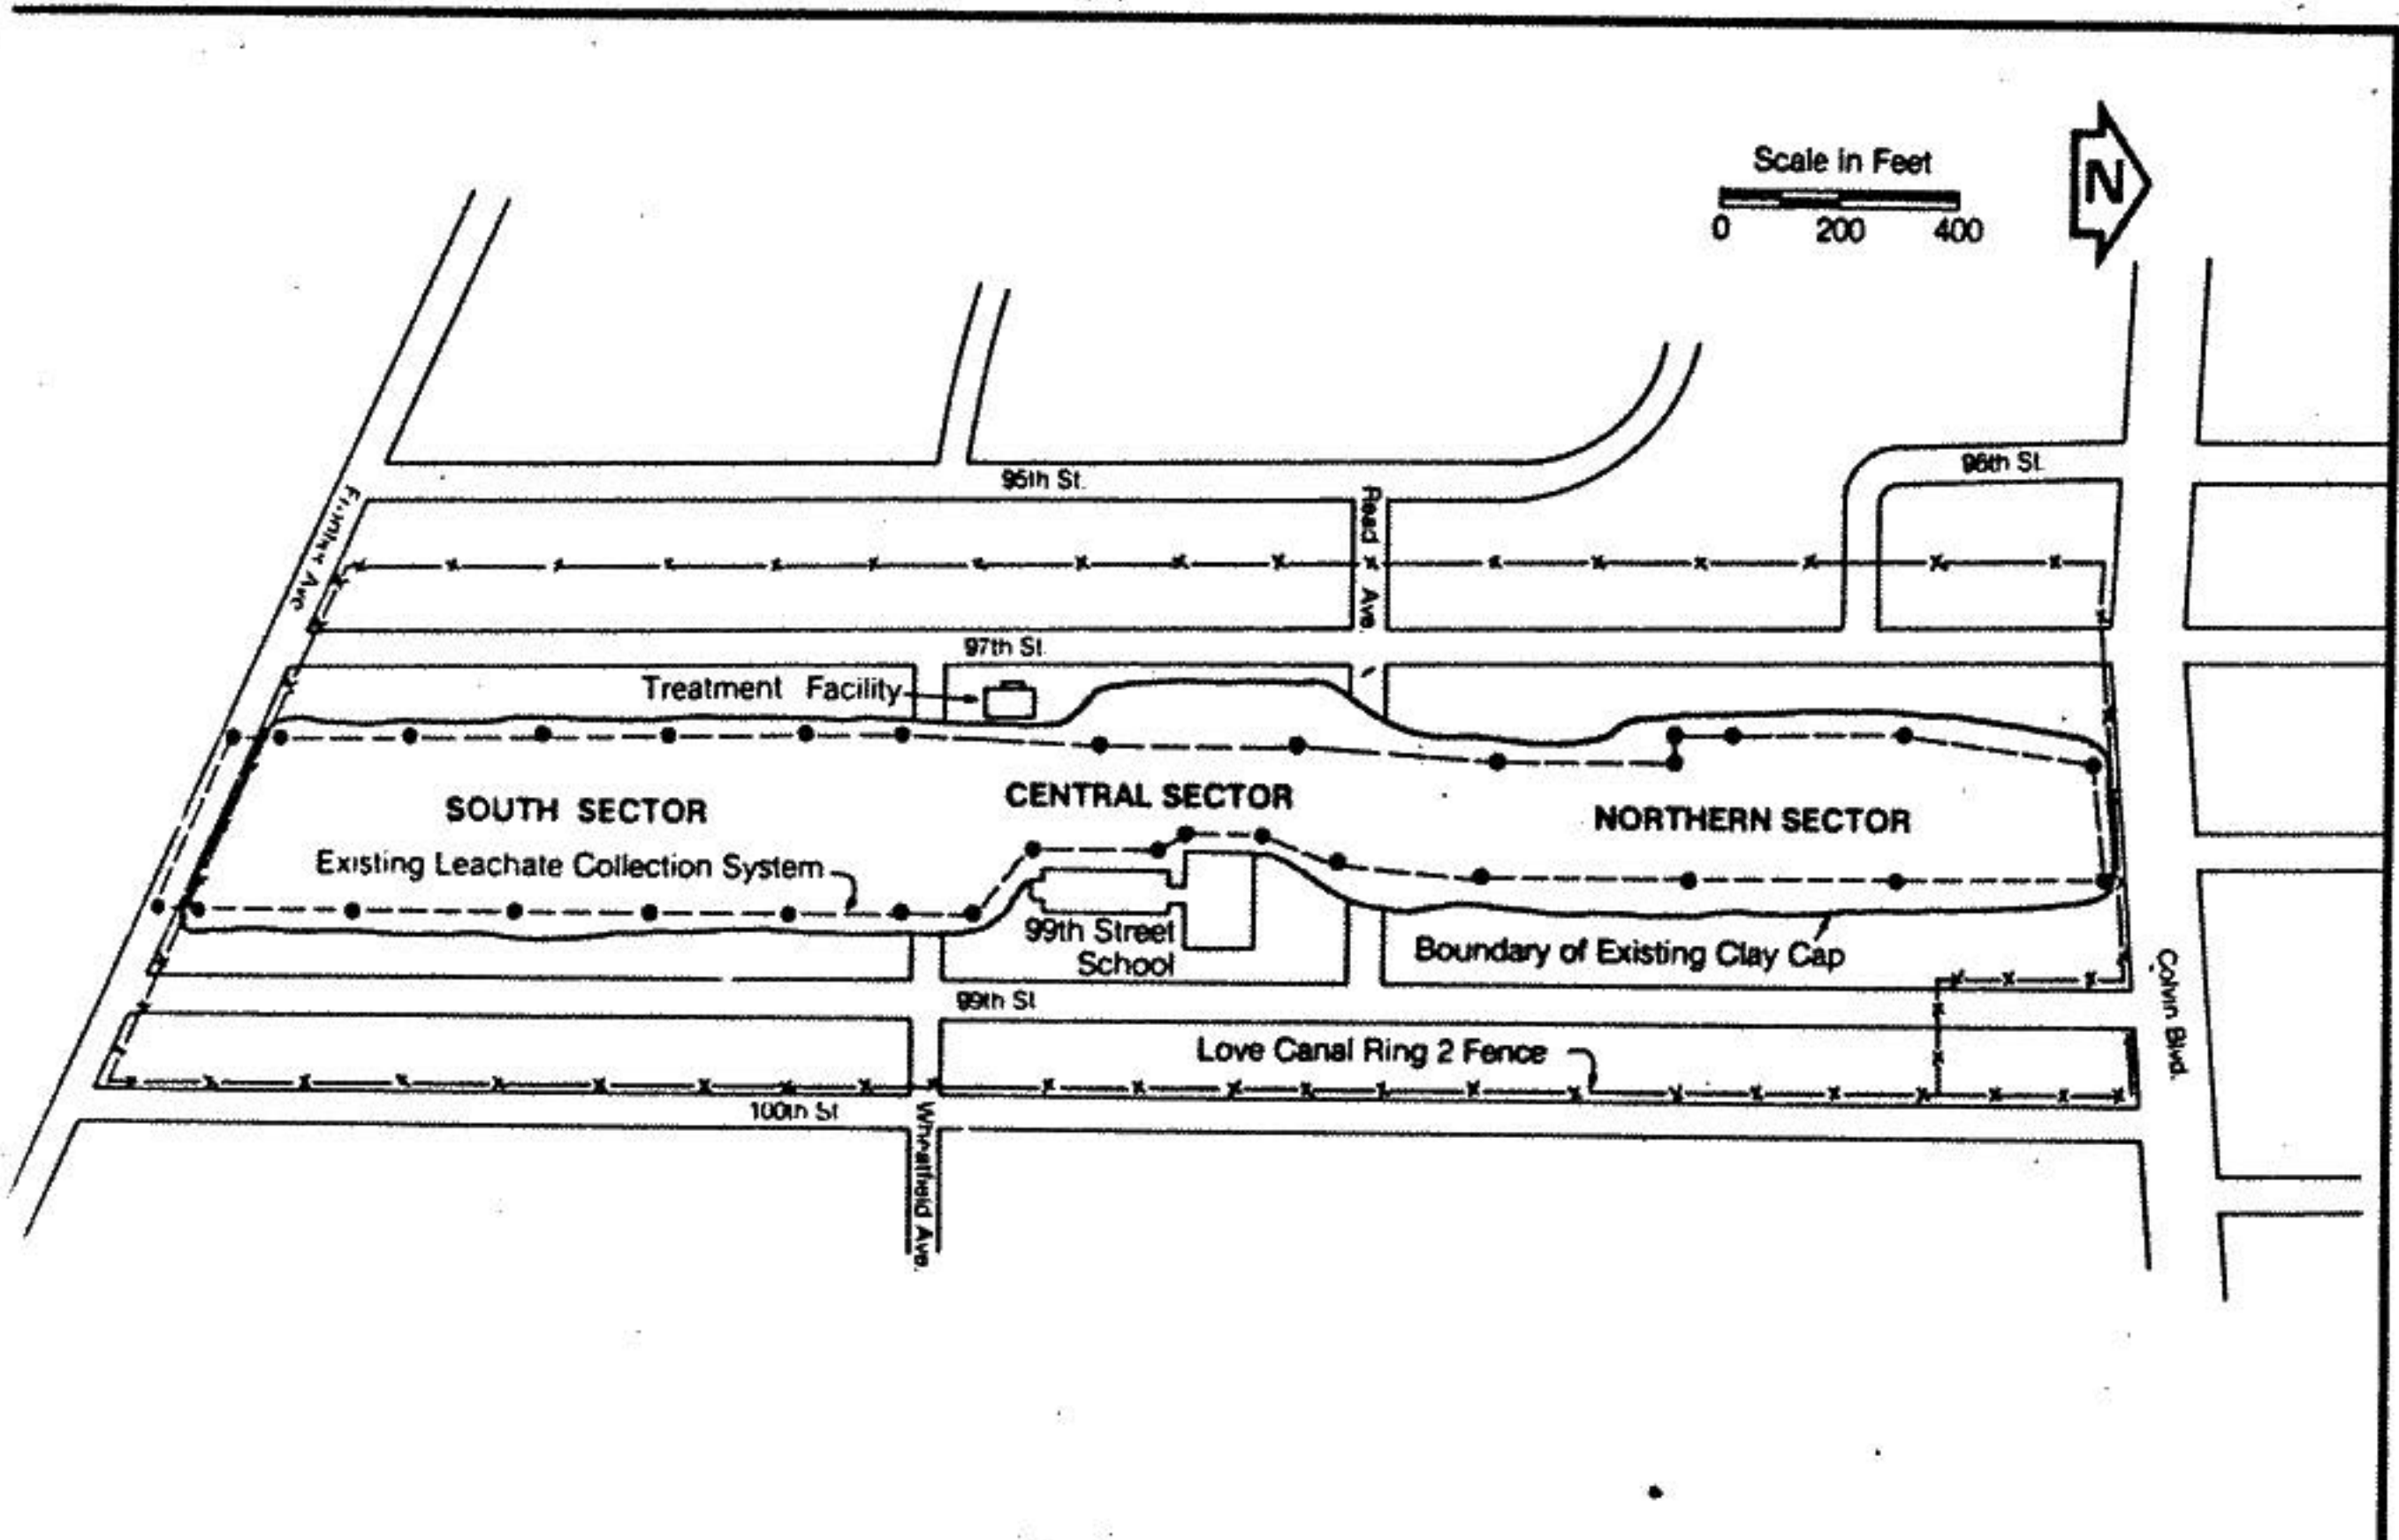 Scale in Feet
0 200 400
N
95th St.
96th St.
Read Ave.
Frontier Ave
97th St.
Treatment Facility
CENTRAL SECTOR
SOUTH SECTOR
NORTHERN SECTOR
Existing Leachate Collection System
99th Street
School
Boundary of Existing Clay Cap
Colvin Blvd.
99th St
Love Canal Ring 2 Fence
100th St
Wheatfield Ave.